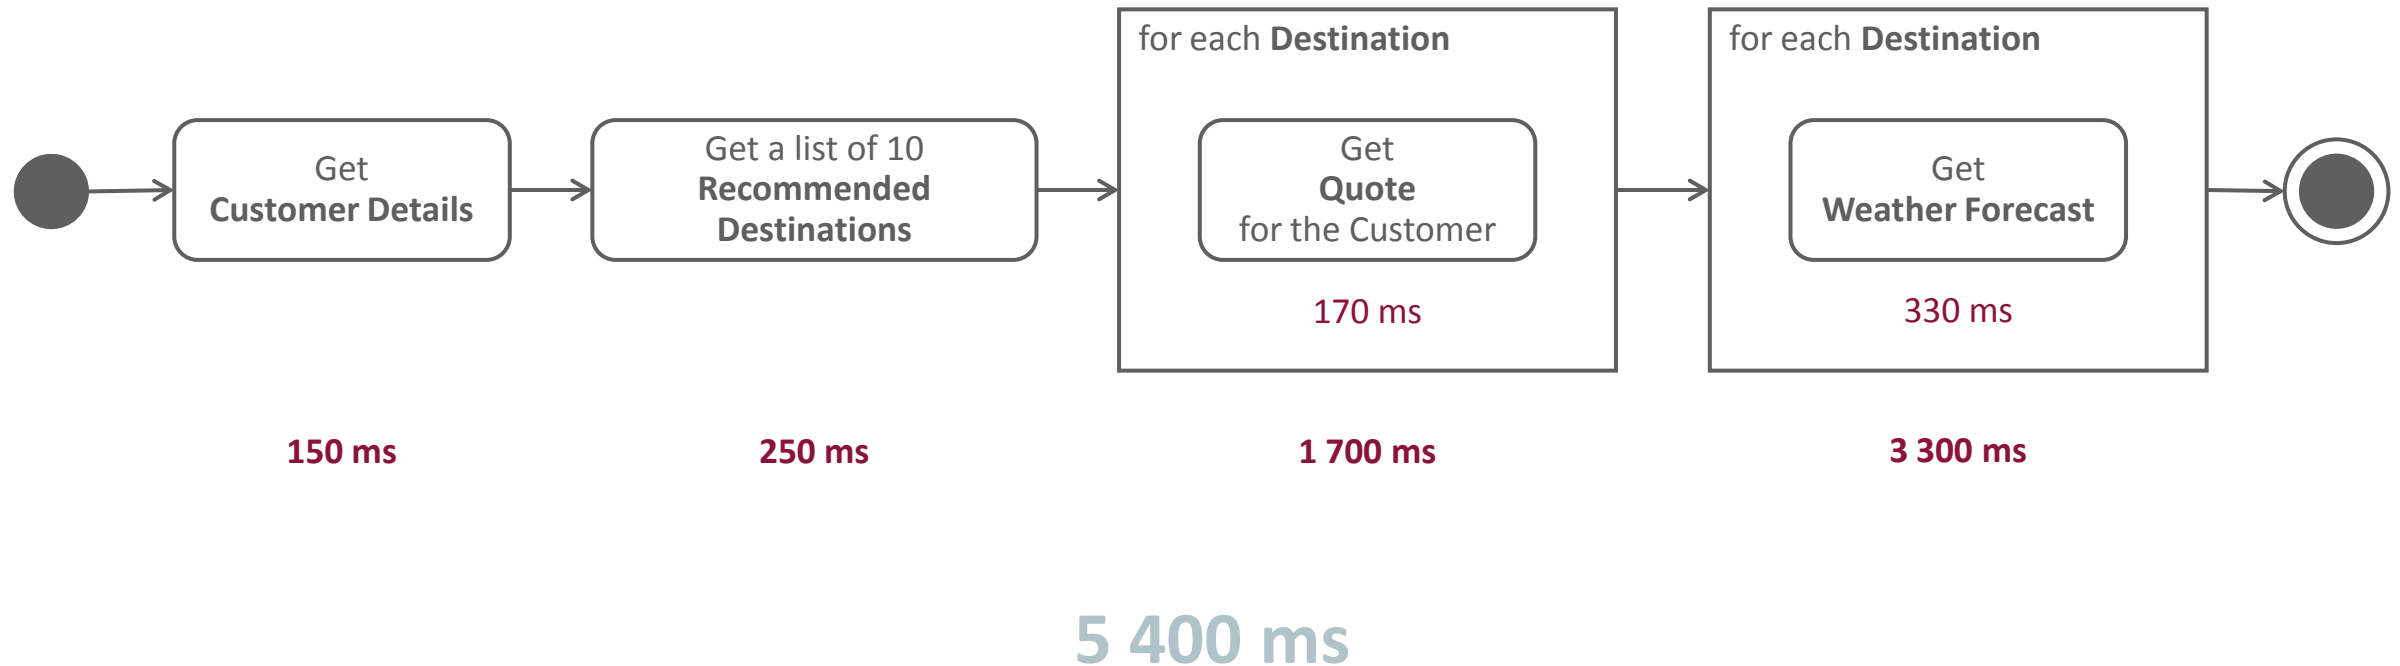 for each Destination
for each Destination
Get
Customer Details
Get a list of 10
Recommended
Destinations
Get
Quote
for the Customer
Get
Weather Forecast
170 ms
330 ms
150 ms
250 ms
1 700 ms
3 300 ms
5 400 ms